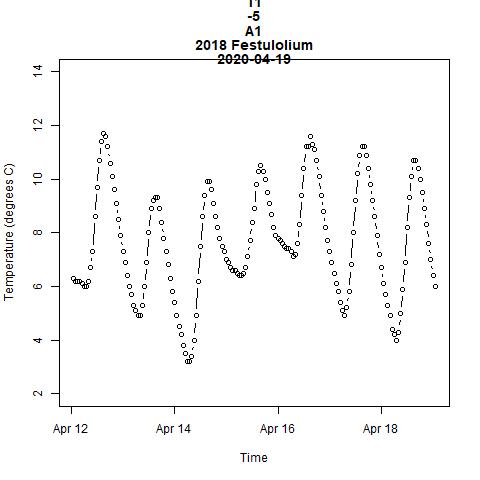 T1
-5
A1
2018 Festulolium
2020-04-19
Temperature (degrees C)
14
12
10
8
6
4
2
Apr 12
Apr 14
Apr 16
Apr 18
Time